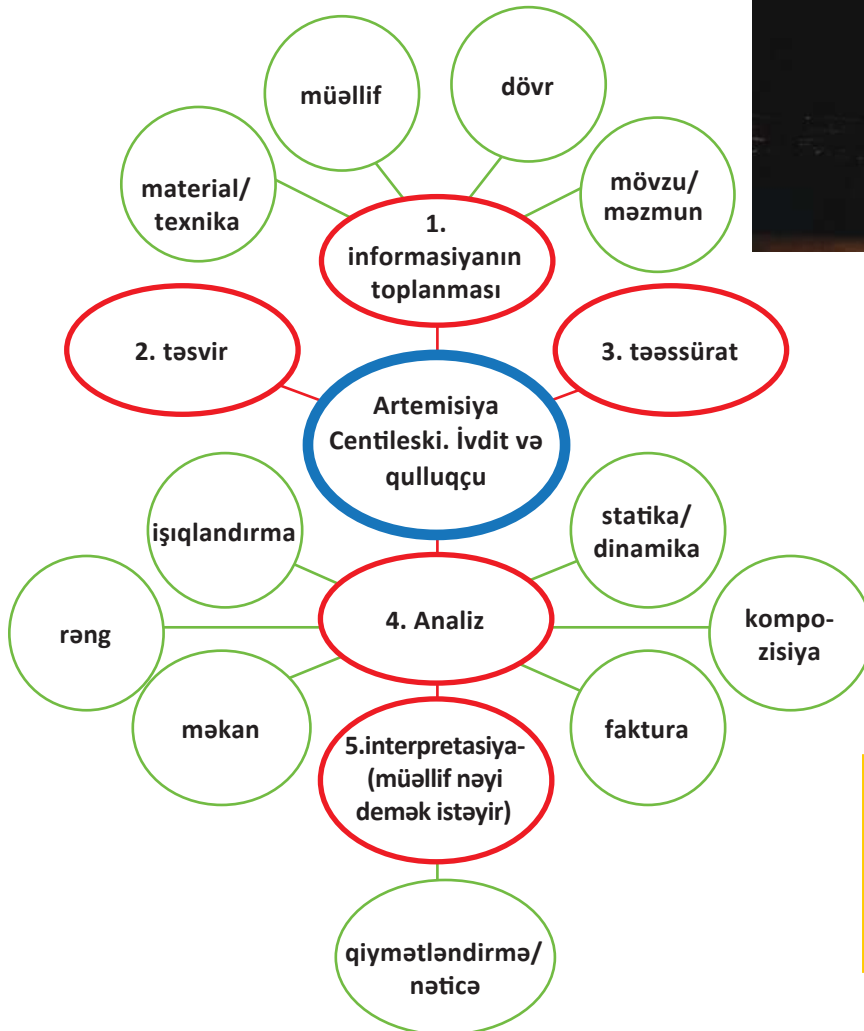 müəllif
dövr
material/
texnika
mövzu/
məzmun
1.
informasiyanın
toplanması
2. təsvir
3. təəssürat
Artemisiya
Centileski. İvdit və
qulluqçu
işıqlandırma
statika/
dinamika
rəng
4. Analiz
kompo-
zisiya
məkan
faktura
5.interpretasiya-
(müəllif nəyi
demək istəyir)
qiymətləndirmə/
nəticə